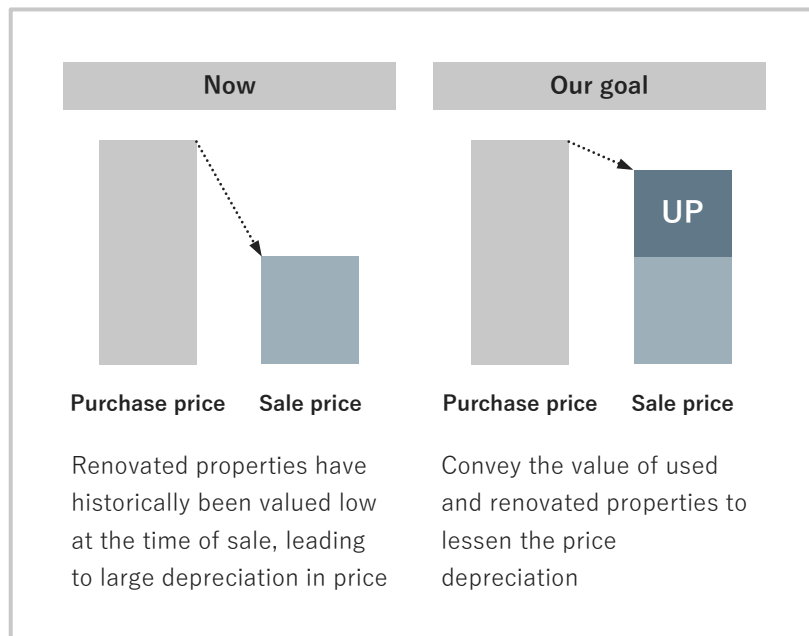 Now
Purchase price
Sale price
Renovated properties have
historically been valued low
at the time of sale, leading
to large depreciation in price
Our goal
UP
Purchase price
Sale price
Convey the value of used
and renovated properties to
lessen the price
depreciation